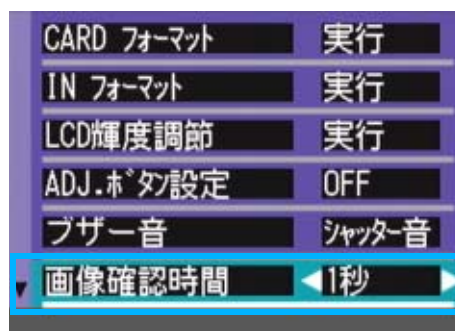 CARD フォーマット 実行
IN フォーマット 実行
LCD輝度調節 実行
ADJ.ボタン設定 OFF
ブザー音 シャッター音
画像確認時間 1秒